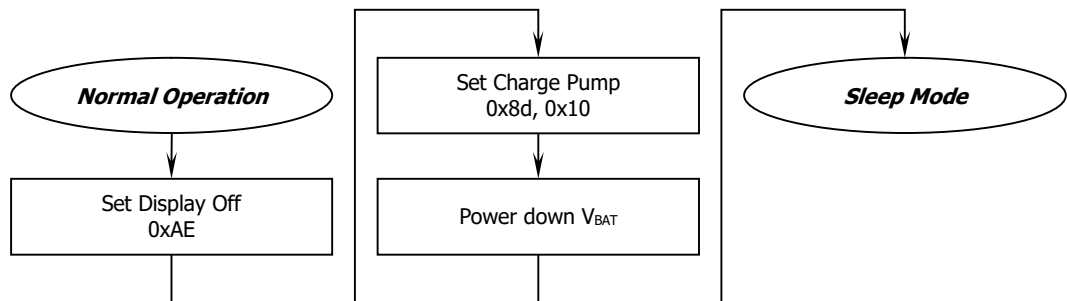 Normal Operation
Set Display Off
0xAE
Set Charge Pump
0x8d, 0x10
Power down VBAT
Sleep Mode